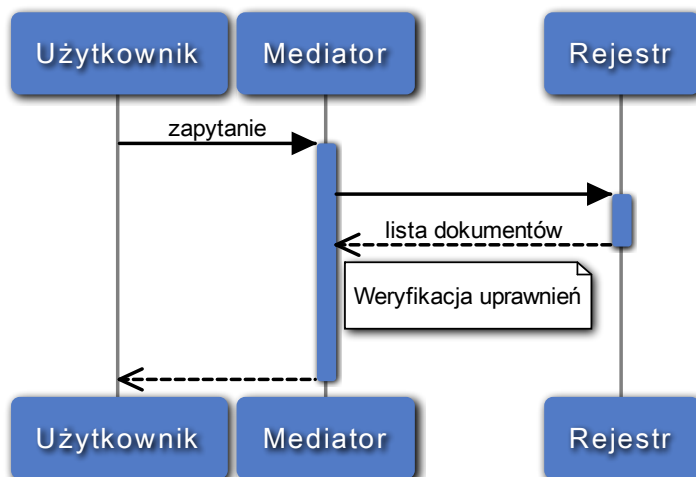 Użytkownik
Mediator
Rejestr
zapytanie
lista dokumentów
Weryfikacja uprawnień
Użytkownik
Mediator
Rejestr